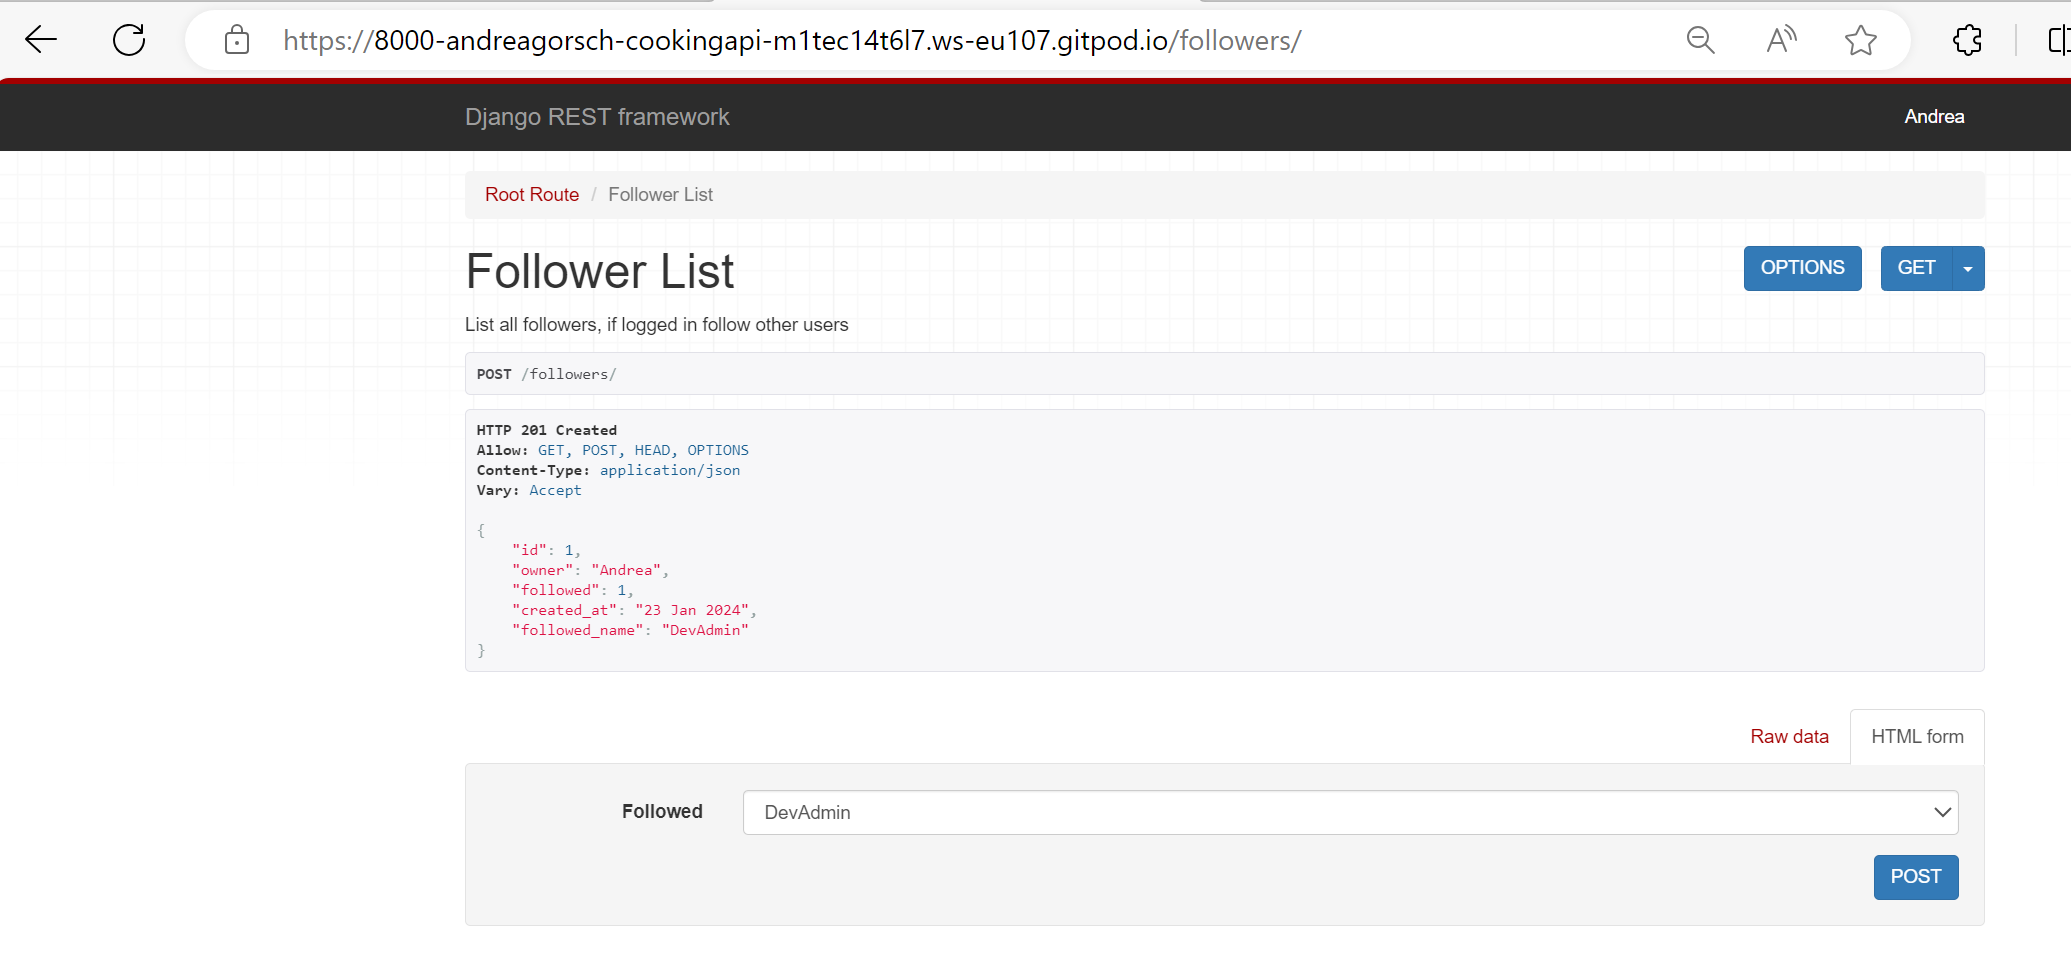 https://8000-andreagorsch-cookingapi-m1tec14t6l7.ws-eu107.gitpod.io/followers/
Django REST framework
Andrea
Root Route / Follower List
Follower List
OPTIONS
GET
List all followers, if logged in follow other users
POST /followers/
HTTP 201 Created
Allow: GET, POST, HEAD, OPTIONS
Content-Type: application/json
Vary: Accept
{
    "id": 1,
    "owner": "Andrea",
    "followed": 1,
    "created_at": "23 Jan 2024",
    "followed_name": "DevAdmin"
}
Raw data
HTML form
Followed
DevAdmin
POST